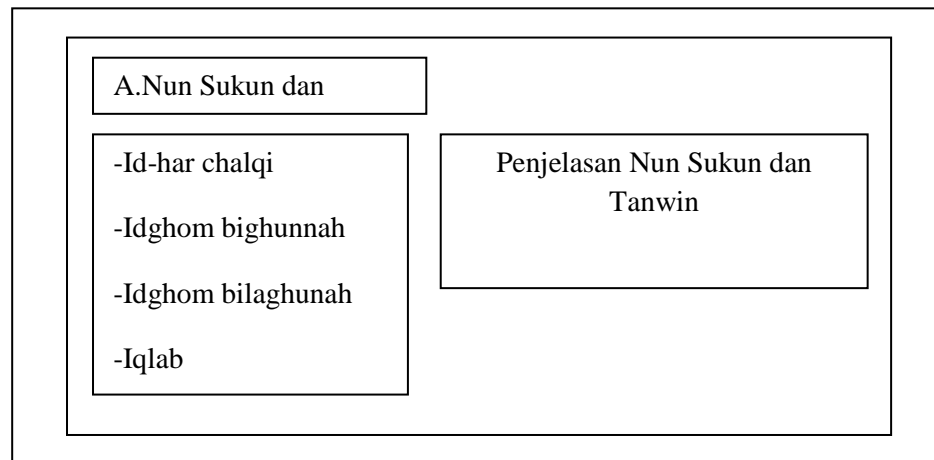 A.Nun Sukun dan
-Id-har chalqi
-Idghom bighunnah
-Idghom bilaghunah
-Iqlab
Penjelasan Nun Sukun dan
Tanwin